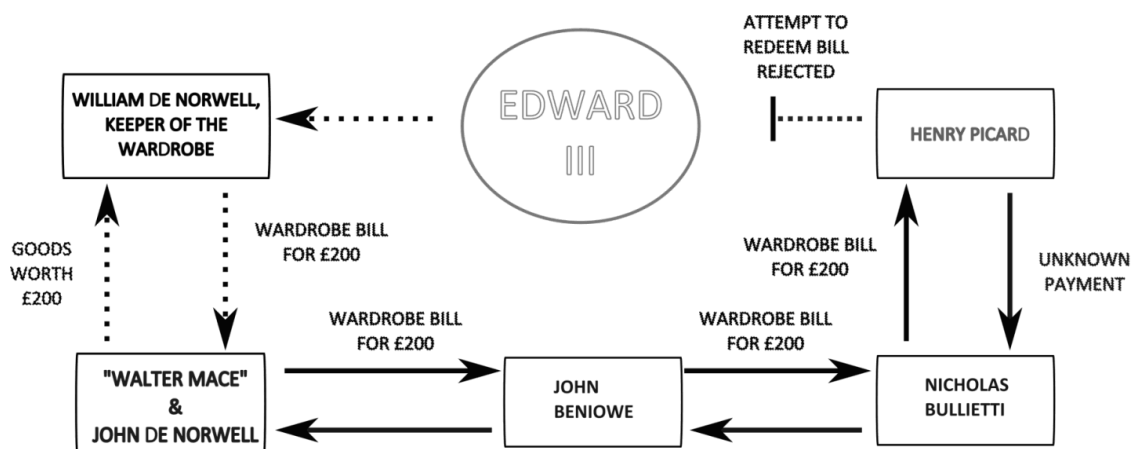 ATTEMPT TO
REDEEM BILL
REJECTED
WILLIAM DE NORWELL,
KEEPER OF THE
WARDROBE
EDWARD
III
HENRY PICARD
GOODS
WORTH
£200
WARDROBE BILL
FOR £200
WARDROBE BILL
FOR £200
UNKNOWN
PAYMENT
WARDROBE BILL
FOR £200
WARDROBE BILL
FOR £200
"WALTER MACE"
&
JOHN DE NORWELL
JOHN
BENIOWE
NICHOLAS
BULLIETTI